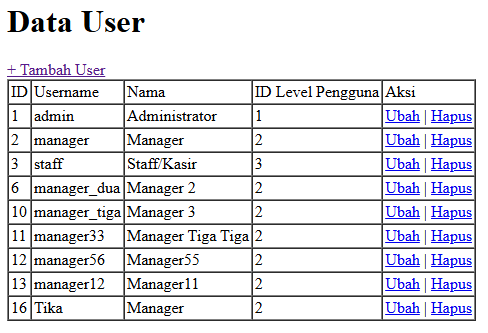 Data User
+ Tambah User
ID Username Nama ID Level Pengguna Aksi
1 admin Administrator 1 Ubah | Hapus
2 manager Manager 2 Ubah | Hapus
3 staff Staff/Kasir 3 Ubah | Hapus
6 manager_dua Manager 2 2 Ubah | Hapus
10 manager_tiga Manager 3 2 Ubah | Hapus
11 manager33 Manager Tiga Tiga 2 Ubah | Hapus
12 manager56 Manager55 2 Ubah | Hapus
13 manager12 Manager11 2 Ubah | Hapus
16 Tika Manager 2 Ubah | Hapus